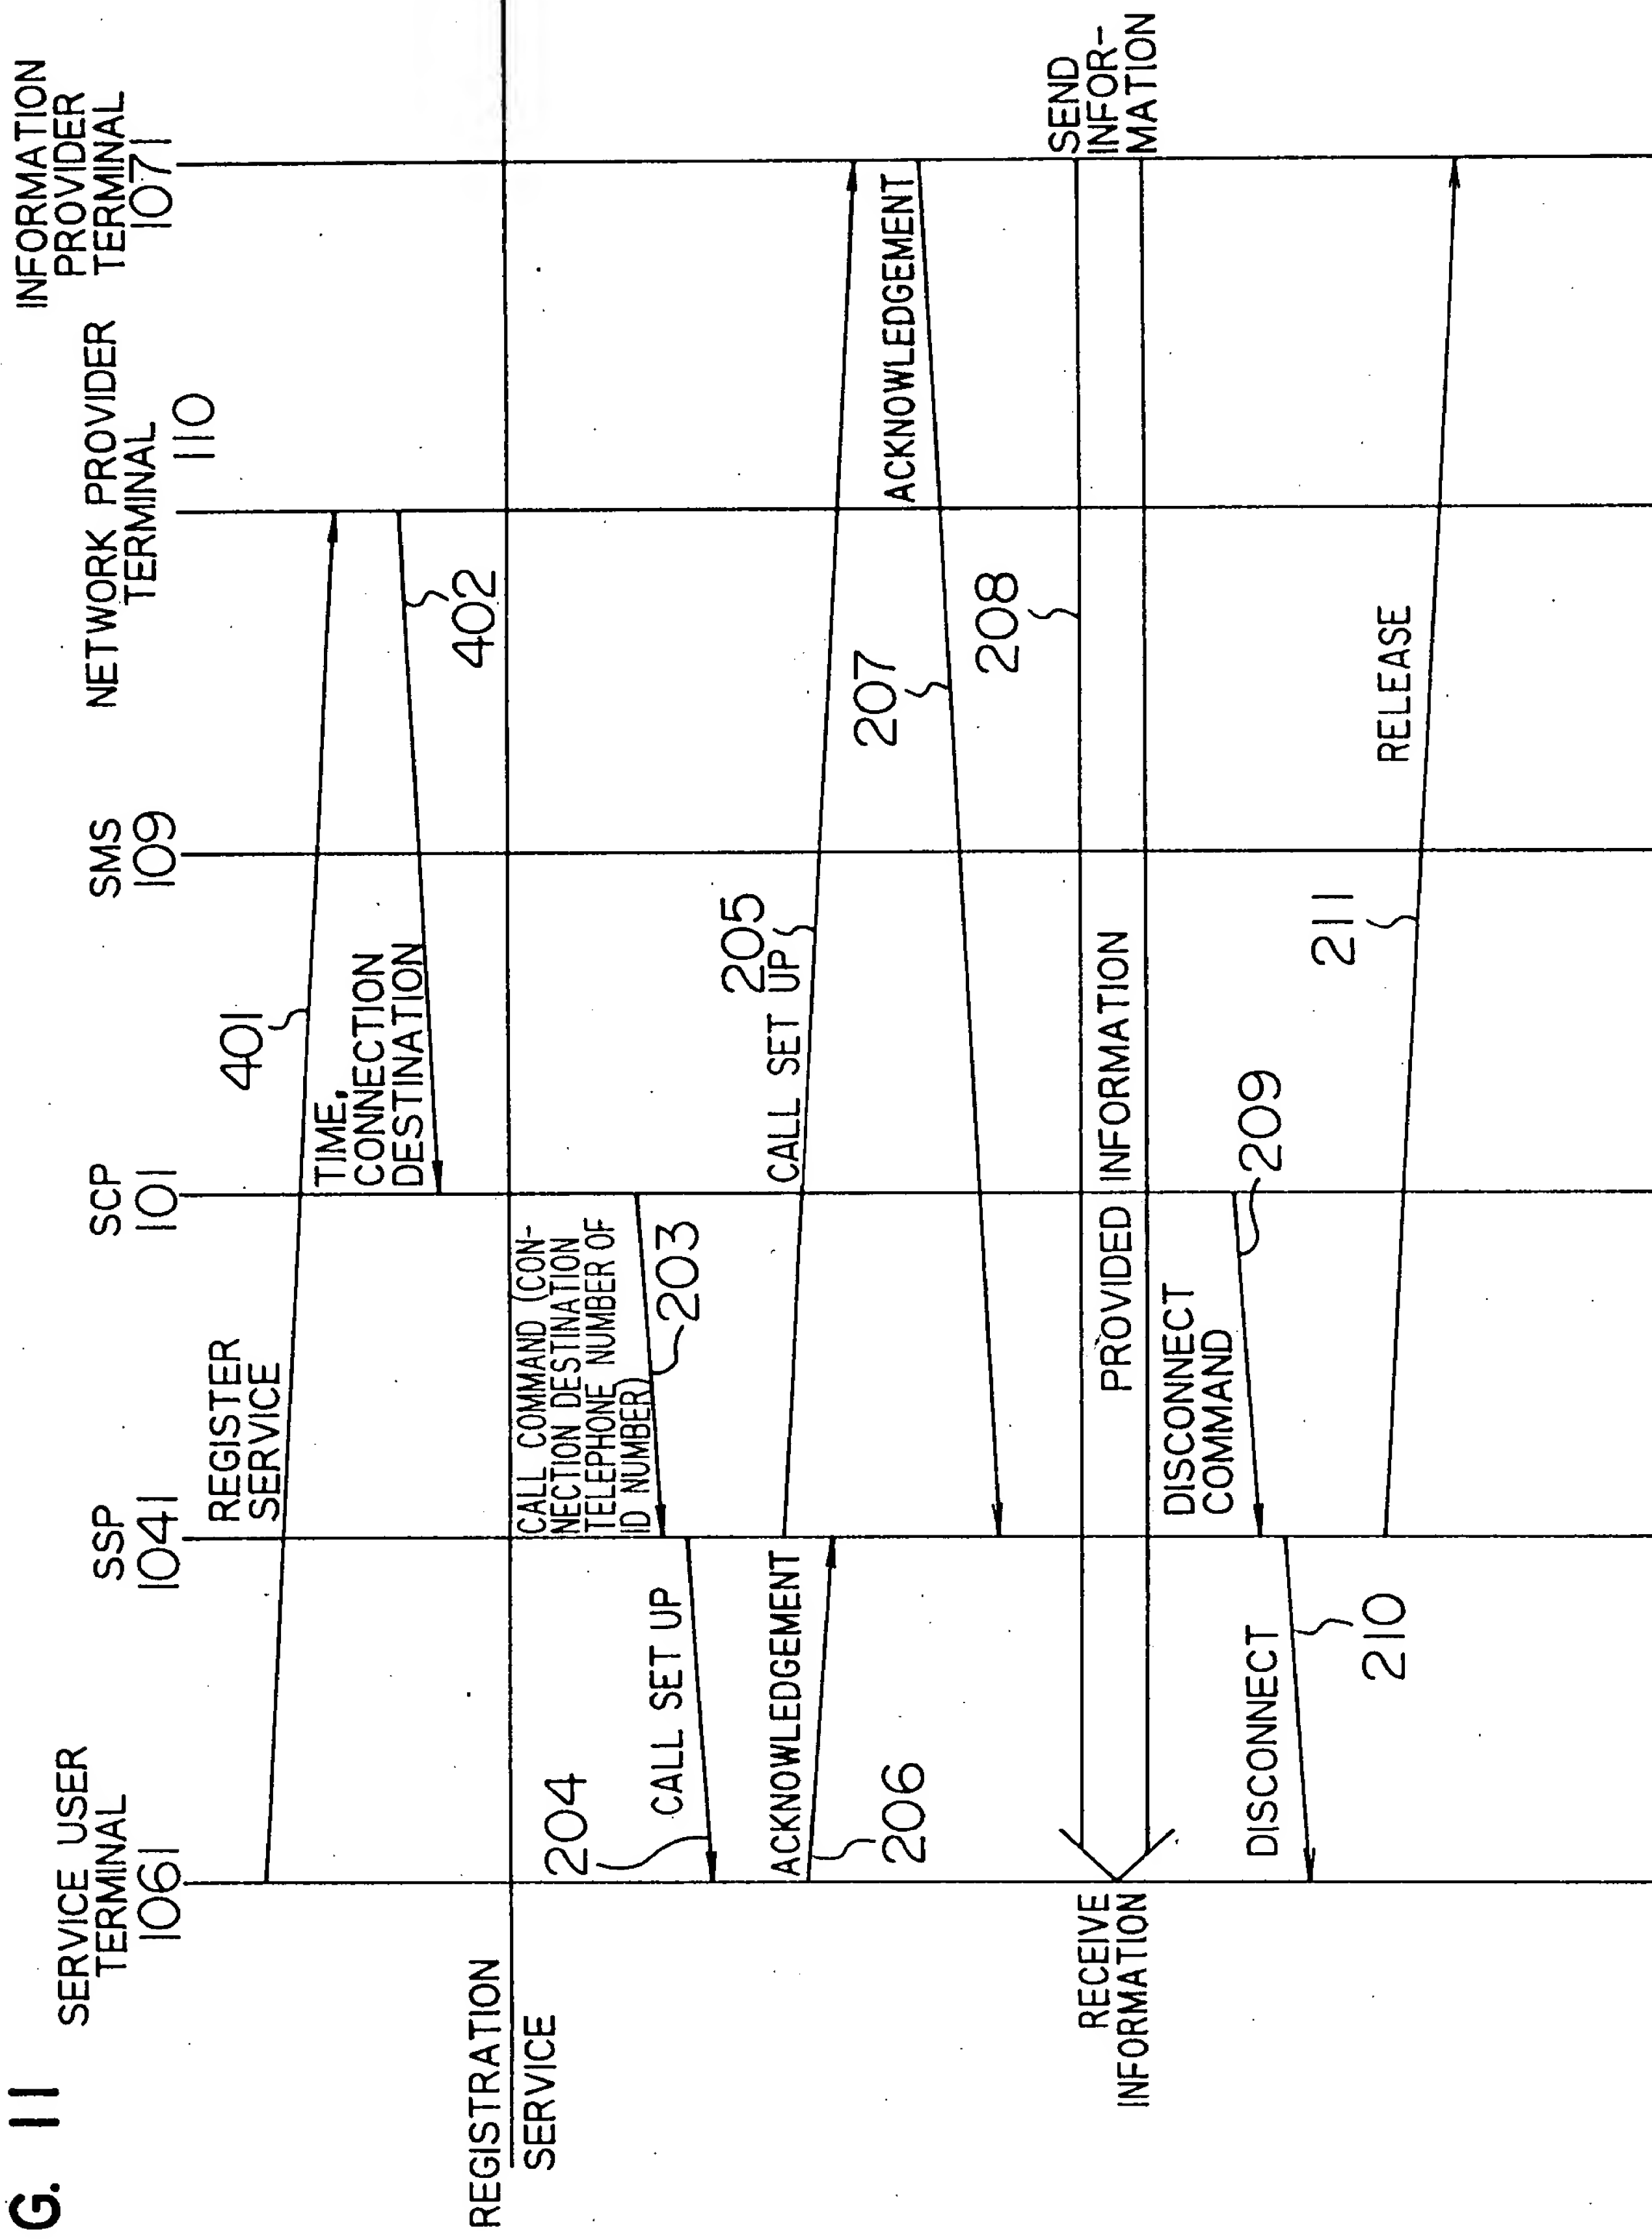 G. 11
SERVICE USER
TERMINAL
1061
SSP
1041
SCP
101
SMS
109
NETWORK PROVIDER
TERMINAL
110
INFORMATION
PROVIDER
TERMINAL
1071
REGISTER
SERVICE
401
TIME,
CONNECTION
DESTINATION
402
REGISTRATION
SERVICE
CALL COMMAND (CON-
NECTION DESTINATION
TELEPHONE NUMBER OF
ID NUMBER)
203
204
CALL SET UP
205
CALL SET UP
ACKNOWLEDGEMENT
206
ACKNOWLEDGEMENT
207
208
SEND
INFOR-
MATION
PROVIDED INFORMATION
RECEIVE
INFORMATION
DISCONNECT
COMMAND
209
DISCONNECT
210
211
RELEASE